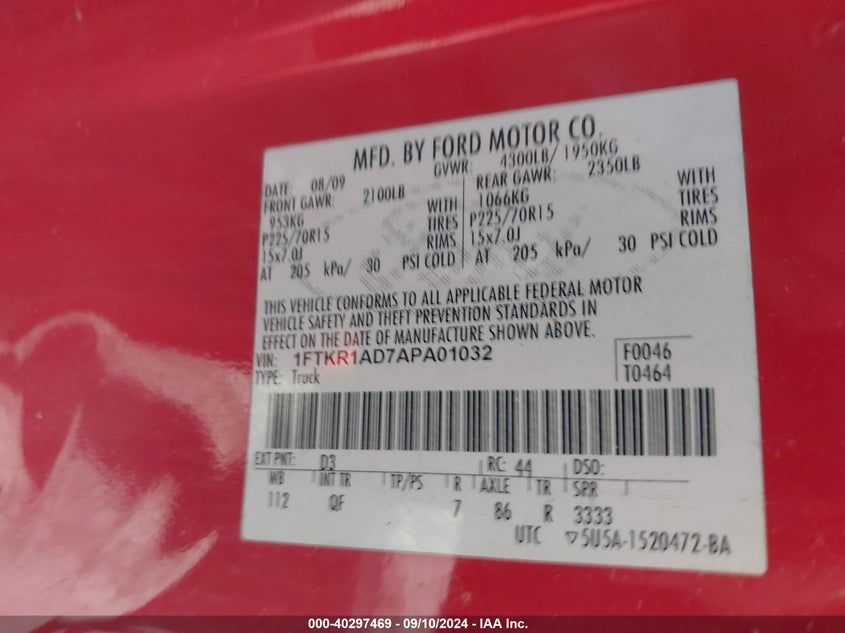 MFD. BY FORD MOTOR CO.
DATE: 08/09 GVWR: 4300LB/ 1950KG
FRONT GAWR: 2100LB REAR GAWR: 2350LB
953KG WITH 1066KG WITH
P225/70R15 TIRES P225/70R15 TIRES
15x7.0J RIMS 15x7.0J RIMS
AT 205 kPa/ 30 PSI COLD AT 205 kPa/ 30 PSI COLD
THIS VEHICLE CONFORMS TO ALL APPLICABLE FEDERAL MOTOR
VEHICLE SAFETY AND THEFT PREVENTION STANDARDS IN
EFFECT ON THE DATE OF MANUFACTURE SHOWN ABOVE.
VIN: 1FTKR1AD7APA01032 F0046
TYPE: Truck T0464
EXT PNT: D3 RC: 44 DSO:
WB INT TR TP/PS R AXLE TR SPR
112 QF 7 86 R 3333
UTC ▽5U5A-1520472-BA
000-40297469 - 09/10/2024 - IAA Inc.